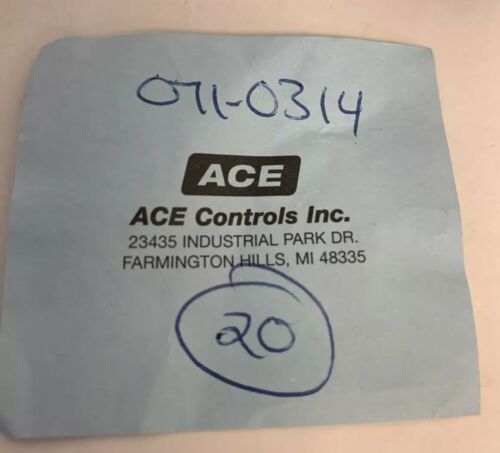 071-0314
ACE
ACE Controls Inc.
23435 INDUSTRIAL PARK DR.
FARMINGTON HILLS, MI 48335
20